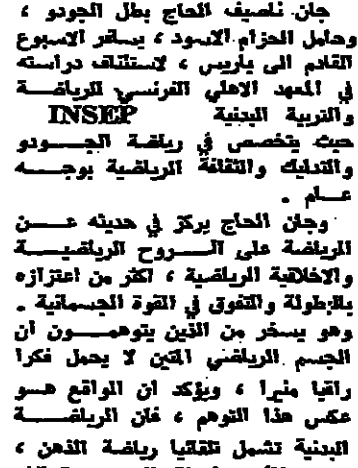 جان ناصيف الحاج بطل الجودو ،
وحامل الحزام الاسود ، يسافر الاسبوع
القادم الى باريس ، لاستئناف دراسته
في المعهد الاهلي الفرنسي للرياضة
والتربية البدنية INSEP
حيث يتخصص في رياضة الجودو
والتدليك والثقافة الرياضية بوجه
عام .
وجان الحاج يركز في حديثه عن
الرياضة على الروح الرياضية
والاخلاقية الرياضية ، اكثر من اعتزازه
بالبطولة والتفوق في القوة الجسمانية .
وهو يسخر من الذين يتوهمون ان
الجسم الرياضي المتين لا يحمل فكرا
راقيا منيرا ، ويؤكد ان الواقع هو
عكس هذا التوهم ، فان الرياضة
البدنية تشمل تلقائيا رياضة الذهن ،